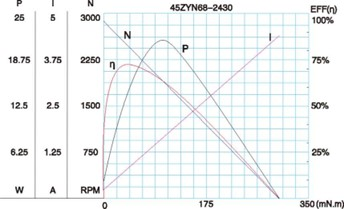 P I N 45ZYN68-2430 EFF(η)
25 5 3000 100%
N P I
18.75 3.75 2250 η 75%
12.5 2.5 1500 50%
6.25 1.25 750 25%
W A RPM
0 175 350 (mN.m)